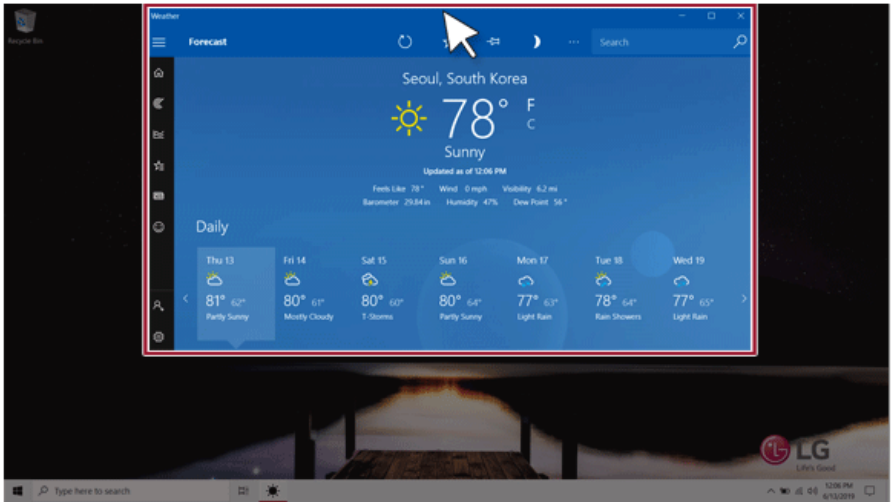 Weather
Recycle Bin
Forecast
Search
Seoul, South Korea
78° F
C
Sunny
Updated as of 12:06 PM
Feels Like 78° Wind 0 mph Visibility 6.2 mi
Barometer 29.84 in Humidity 47% Dew Point 56°
Daily
Thu 13 Fri 14 Sat 15 Sun 16 Mon 17 Tue 18 Wed 19
81° 62° 80° 61° 80° 60° 80° 64° 77° 63° 78° 64° 77° 65°
Partly Sunny Mostly Cloudy T-Storms Partly Sunny Light Rain Rain Showers Light Rain
LG
Life's Good
Type here to search
12:06 PM
6/13/2019